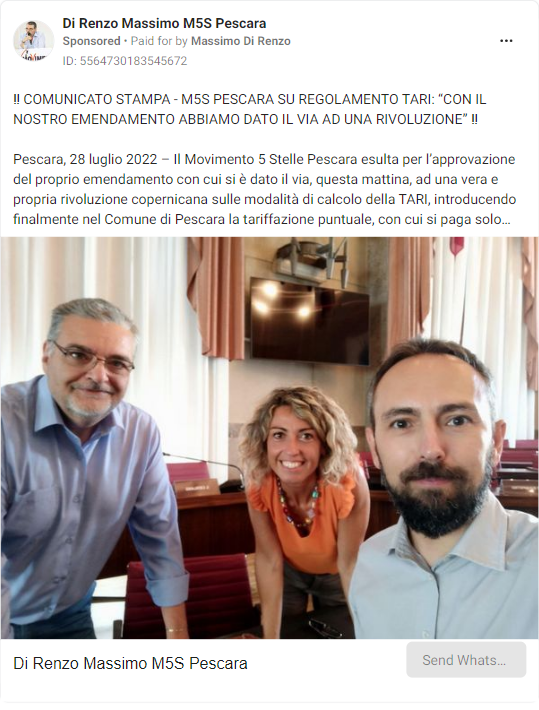 Di Renzo Massimo M5S Pescara
Sponsored • Paid for by Massimo Di Renzo
ID: 5564730183545672
‼ COMUNICATO STAMPA - M5S PESCARA SU REGOLAMENTO TARI: “CON IL
NOSTRO EMENDAMENTO ABBIAMO DATO IL VIA AD UNA RIVOLUZIONE” ‼
Pescara, 28 luglio 2022 – Il Movimento 5 Stelle Pescara esulta per l’approvazione
del proprio emendamento con cui si è dato il via, questa mattina, ad una vera e
propria rivoluzione copernicana sulle modalità di calcolo della TARI, introducendo
finalmente nel Comune di Pescara la tariffazione puntuale, con cui si paga solo...
Di Renzo Massimo M5S Pescara
Send Whats...